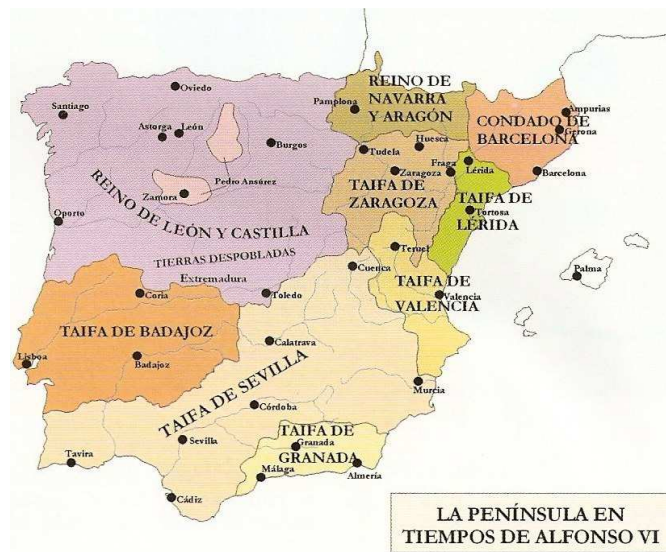 Oviedo
Santiago
Astorga
León
Burgos
Pedro Ansúrez
Zamora
Oporto
REINO DE LEÓN Y CASTILLA
TIERRAS DESPOBLADAS
Extremadura
Pamplona
REINO DE
NAVARRA
Y ARAGÓN
CONDADO DE
BARCELONA
Ampurias
Gerona
Barcelona
Huesca
Tudela
Fraga
Lérida
Zaragoza
TAIFA DE
ZARAGOZA
TAIFA DE
Tortosa
LÉRIDA
Teruel
Cuenca
TAIFA DE
Valencia
VALENCIA
Palma
Coria
Toledo
TAIFA DE BADAJOZ
Lisboa
Badajoz
Calatrava
TAIFA DE SEVILLA
Murcia
Córdoba
Sevilla
TAIFA DE
Granada
GRANADA
Tavira
Málaga
Almería
Cádiz
LA PENÍNSULA EN
TIEMPOS DE ALFONSO VI